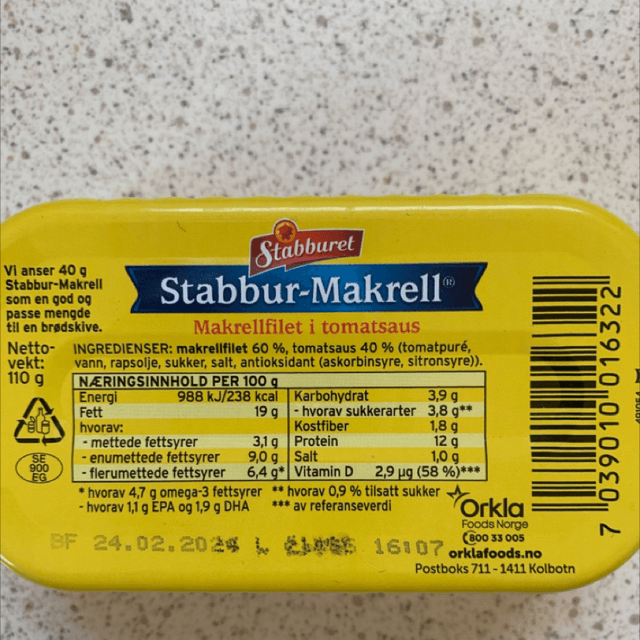 Stabburet
Stabbur-Makrell®
Makrellfilet i tomatsaus
Vi anser 40 g
Stabbur-Makrell
som en god og
passe mengde
til en brødskive.
Netto-
vekt:
110 g
INGREDIENSER: makrellfilet 60 %, tomatsaus 40 % (tomatpuré,
vann, rapsolje, sukker, salt, antioksidant (askorbinsyre, sitronsyre)).
NÆRINGSINNHOLD PER 100 g
Energi 988 kJ/238 kcal
Fett 19 g
hvorav:
- mettede fettsyrer 3,1 g
- enumettede fettsyrer 9,0 g
- flerumettede fettsyrer 6,4 g*
Karbohydrat 3,9 g
- hvorav sukkerarter 3,8 g**
Kostfiber 1,8 g
Protein 12 g
Salt 1,0 g
Vitamin D 2,9 µg (58 %)***
* hvorav 4,7 g omega-3 fettsyrer ** hvorav 0,9 % tilsatt sukker
- hvorav 1,1 g EPA og 1,9 g DHA *** av referanseverdi
SE
900
EG
Orkla
Foods Norge
800 33 005
orklafoods.no
Postboks 711 - 1411 Kolbotn
BF 24.02.2024 L 16:07
7 039010 016322